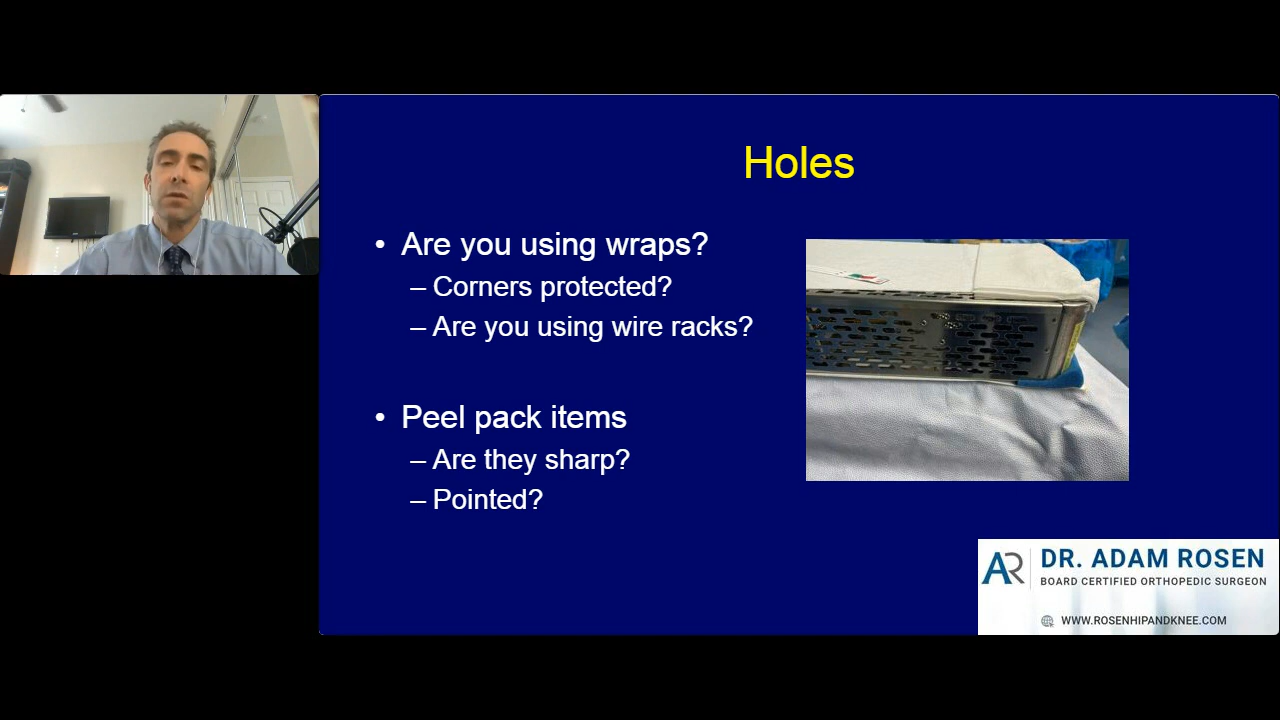 Holes
• Are you using wraps?
– Corners protected?
– Are you using wire racks?
• Peel pack items
– Are they sharp?
– Pointed?
AR
DR. ADAM ROSEN
BOARD CERTIFIED ORTHOPEDIC SURGEON
WWW.ROSENHIPANDKNEE.COM